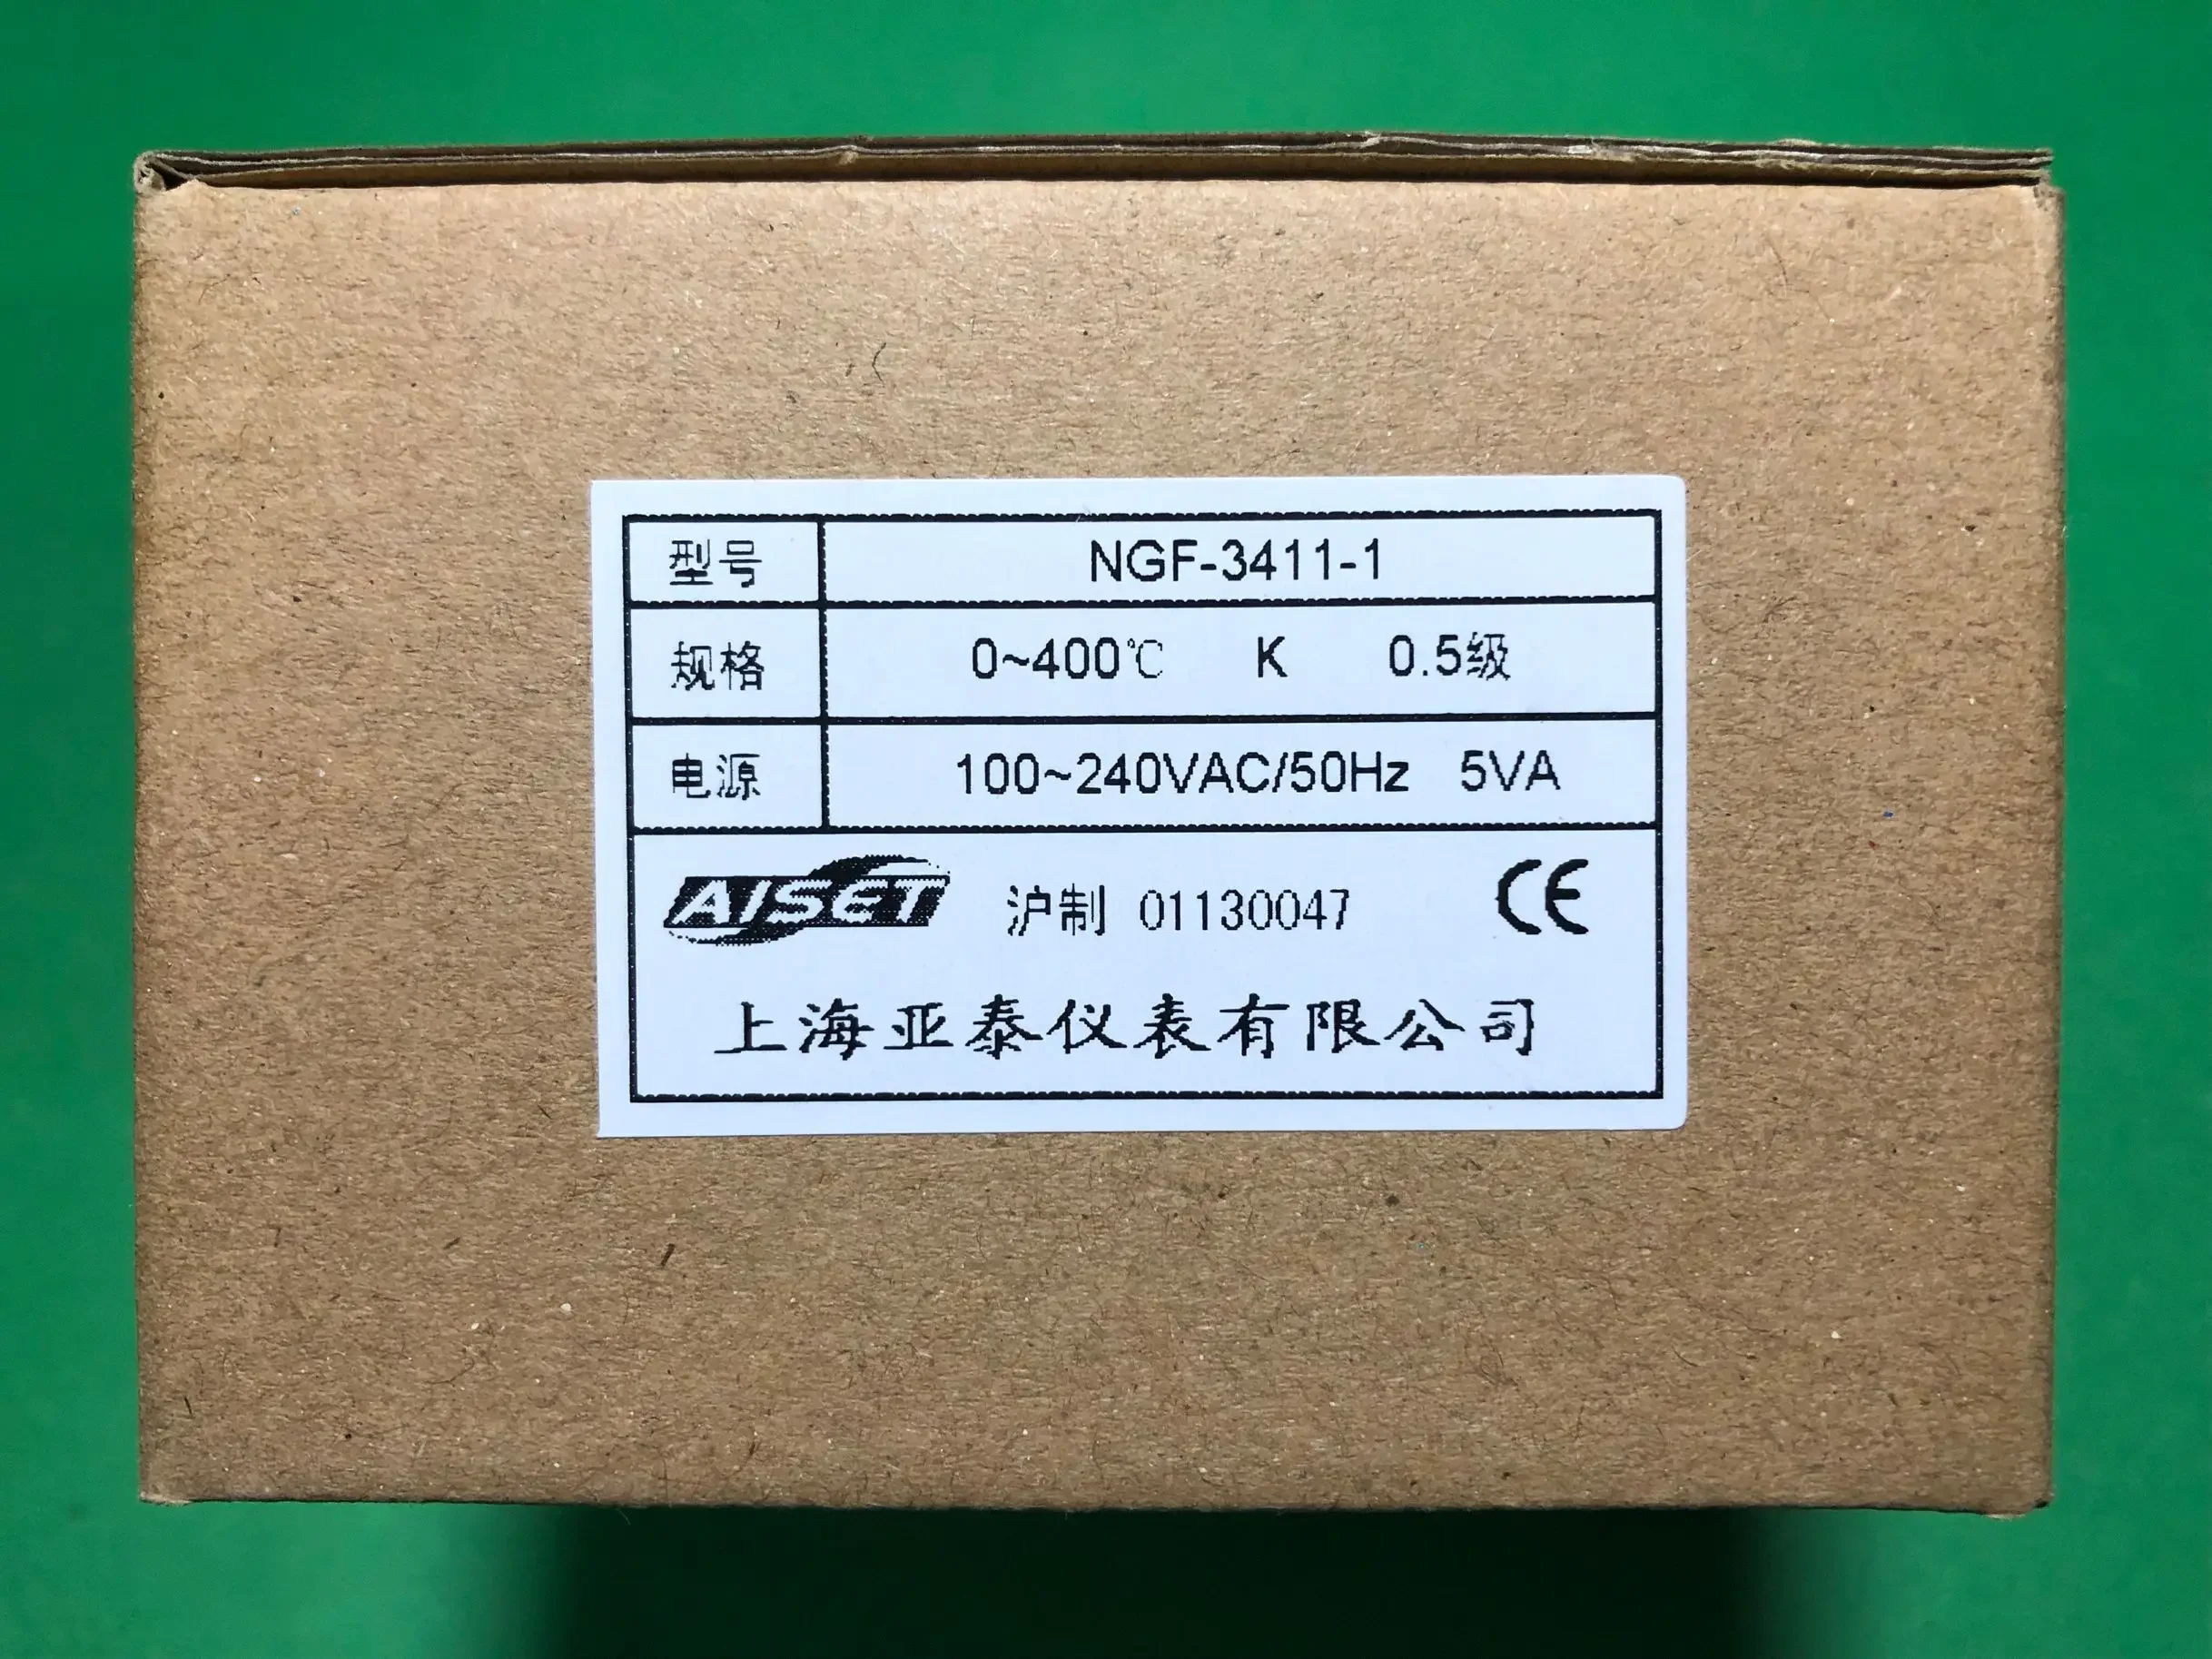 型号 NGF-3411-1
规格 0~400℃ K 0.5级
电源 100~240VAC/50Hz 5VA
AISET 沪制 01130047 CE
上海亚泰仪表有限公司